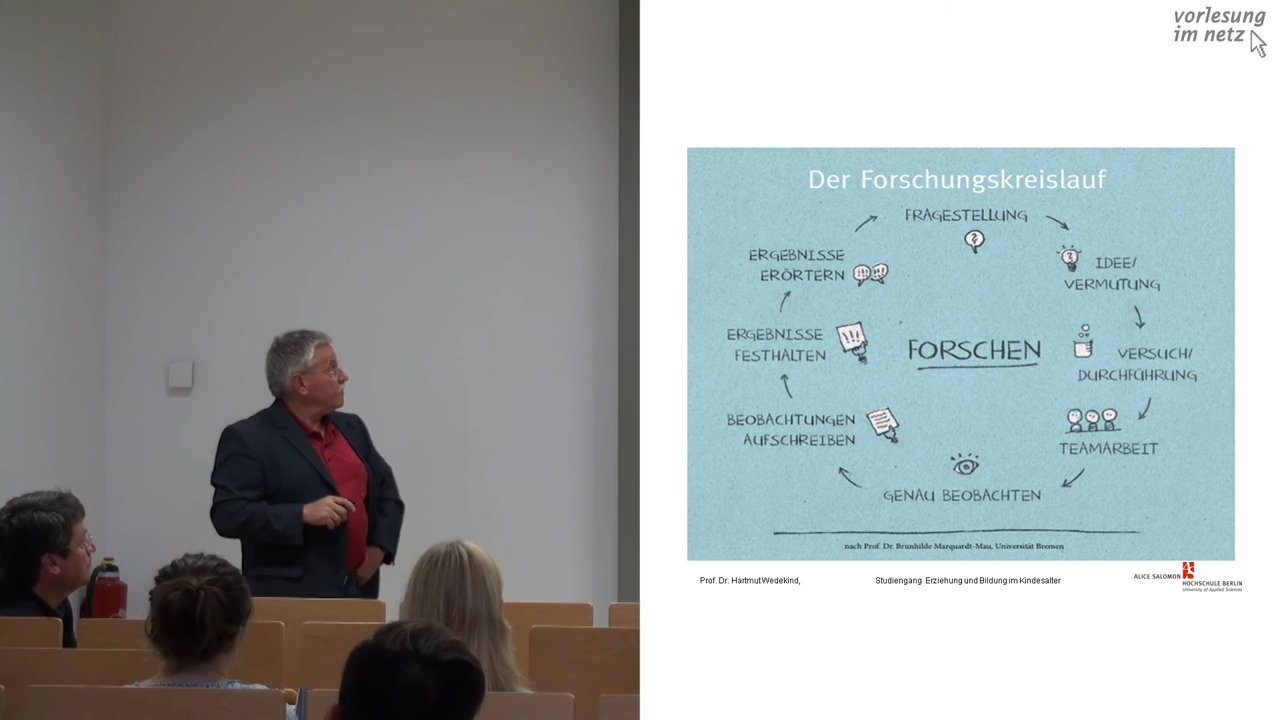 vorlesung
im netz
Der Forschungskreislauf
FRAGESTELLUNG
IDEE/
VERMUTUNG
VERSUCH/
DURCHFÜHRUNG
TEAMARBEIT
GENAU BEOBACHTEN
BEOBACHTUNGEN
AUFSCHREIBEN
ERGEBNISSE
FESTHALTEN
ERGEBNISSE
ERÖRTERN
FORSCHEN
nach Prof. Dr. Brunhilde Marquardt-Mau, Universität Bremen
Prof. Dr. Hartmut Wedekind,
Studiengang Erziehung und Bildung im Kindesalter
ALICE SALOMON
HOCHSCHULE BERLIN
University of Applied Sciences